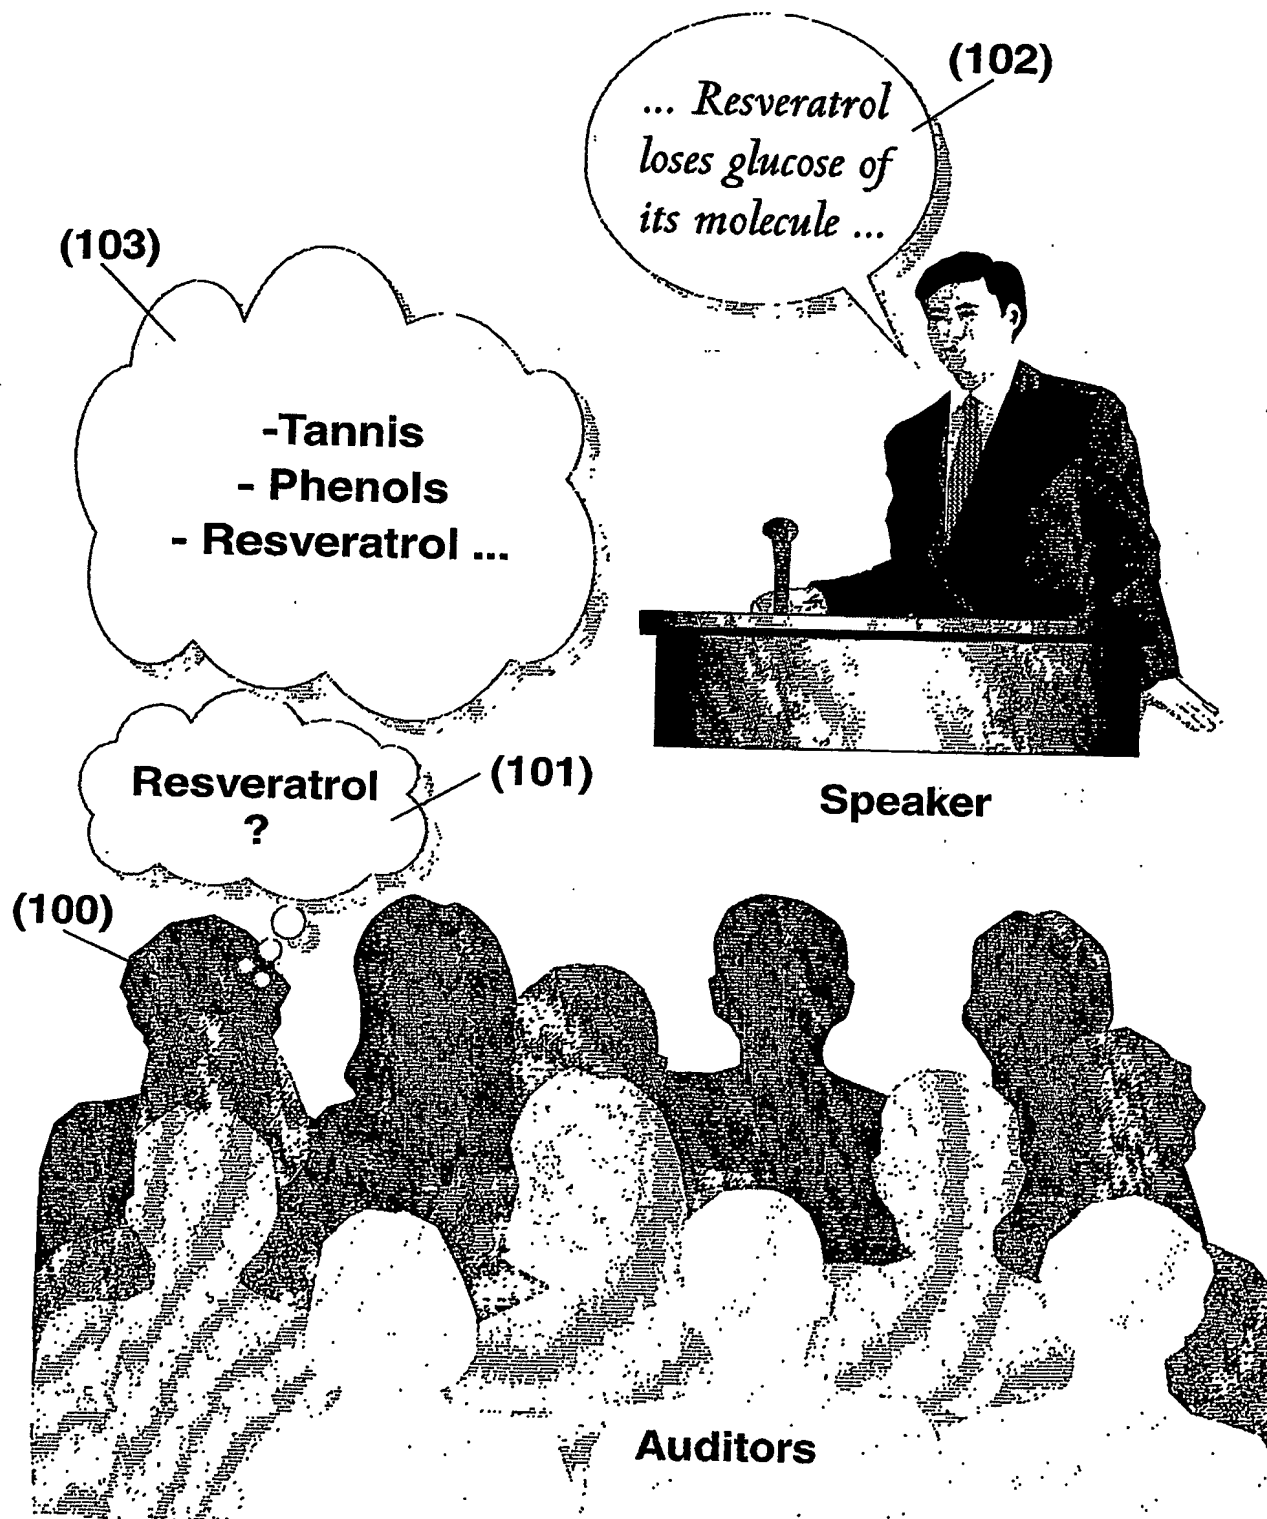 (102)
... Resveratrol
loses glucose of
its molecule ...
(103)
-Tannis
- Phenols
- Resveratrol ...
Resveratrol
?
(101)
Speaker
(100)
Auditors